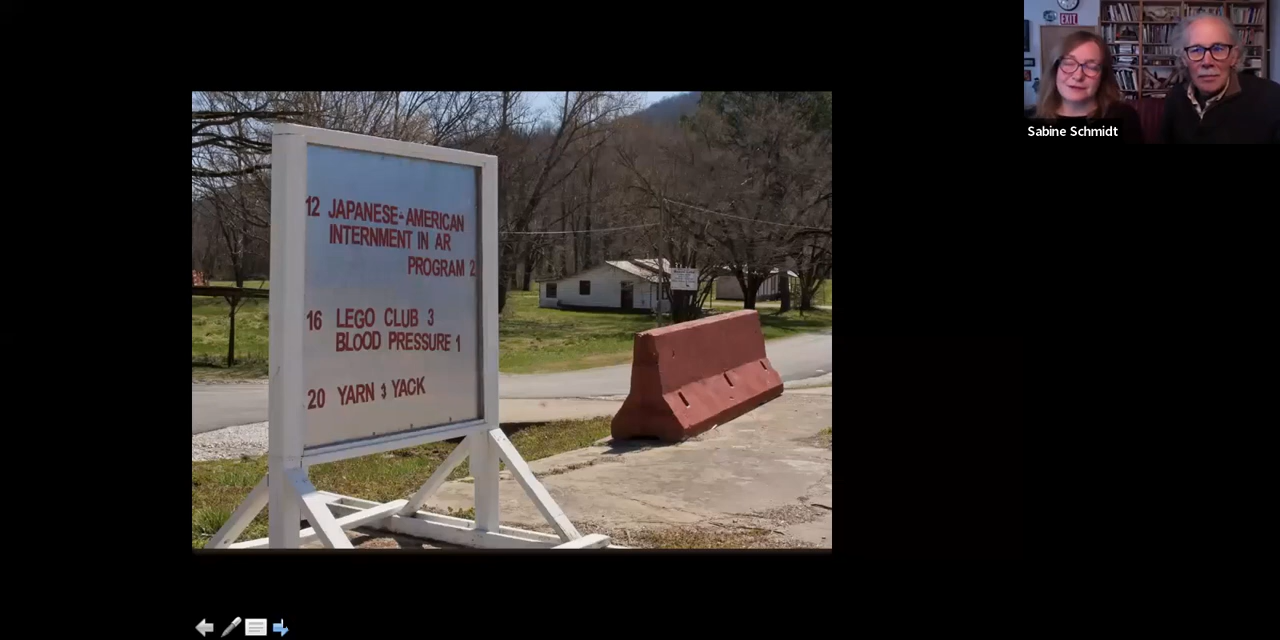 EXIT
Sabine Schmidt
12 JAPANESE-AMERICAN
INTERNMENT IN AR
PROGRAM 2
16 LEGO CLUB 3
BLOOD PRESSURE 1
20 YARN & YACK